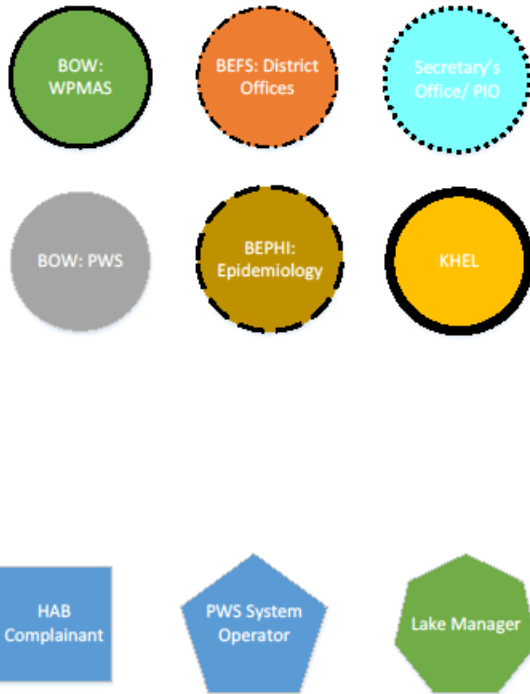 BOW:
WPMAS
BEFS: District
Offices
Secretary's
Office/ PIO
BOW: PWS
BEPHI:
Epidemiology
KHEL
HAB
Complainant
PWS System
Operator
Lake Manager